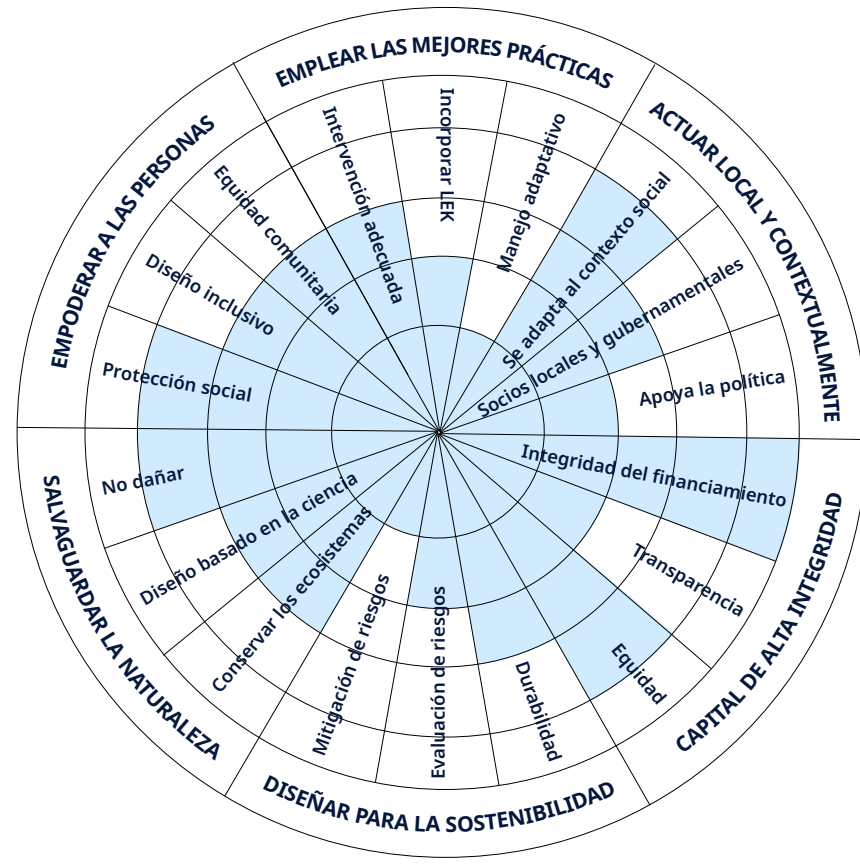 EMPLEAR LAS MEJORES PRÁCTICAS
Intervención adecuada
Incorporar LEK
Manejo adaptativo
ACTUAR LOCAL Y CONTEXTUALMENTE
Se adapta al contexto social
Socios locales y gubernamentales
Apoya la política
CAPITAL DE ALTA INTEGRIDAD
Integridad del financiamiento
Transparencia
Equidad
DISEÑAR PARA LA SOSTENIBILIDAD
Durabilidad
Evaluación de riesgos
Mitigación de riesgos
SALVAGUARDAR LA NATURALEZA
Conservar los ecosistemas
Diseño basado en la ciencia
No dañar
EMPODERAR A LAS PERSONAS
Protección social
Diseño inclusivo
Equidad comunitaria